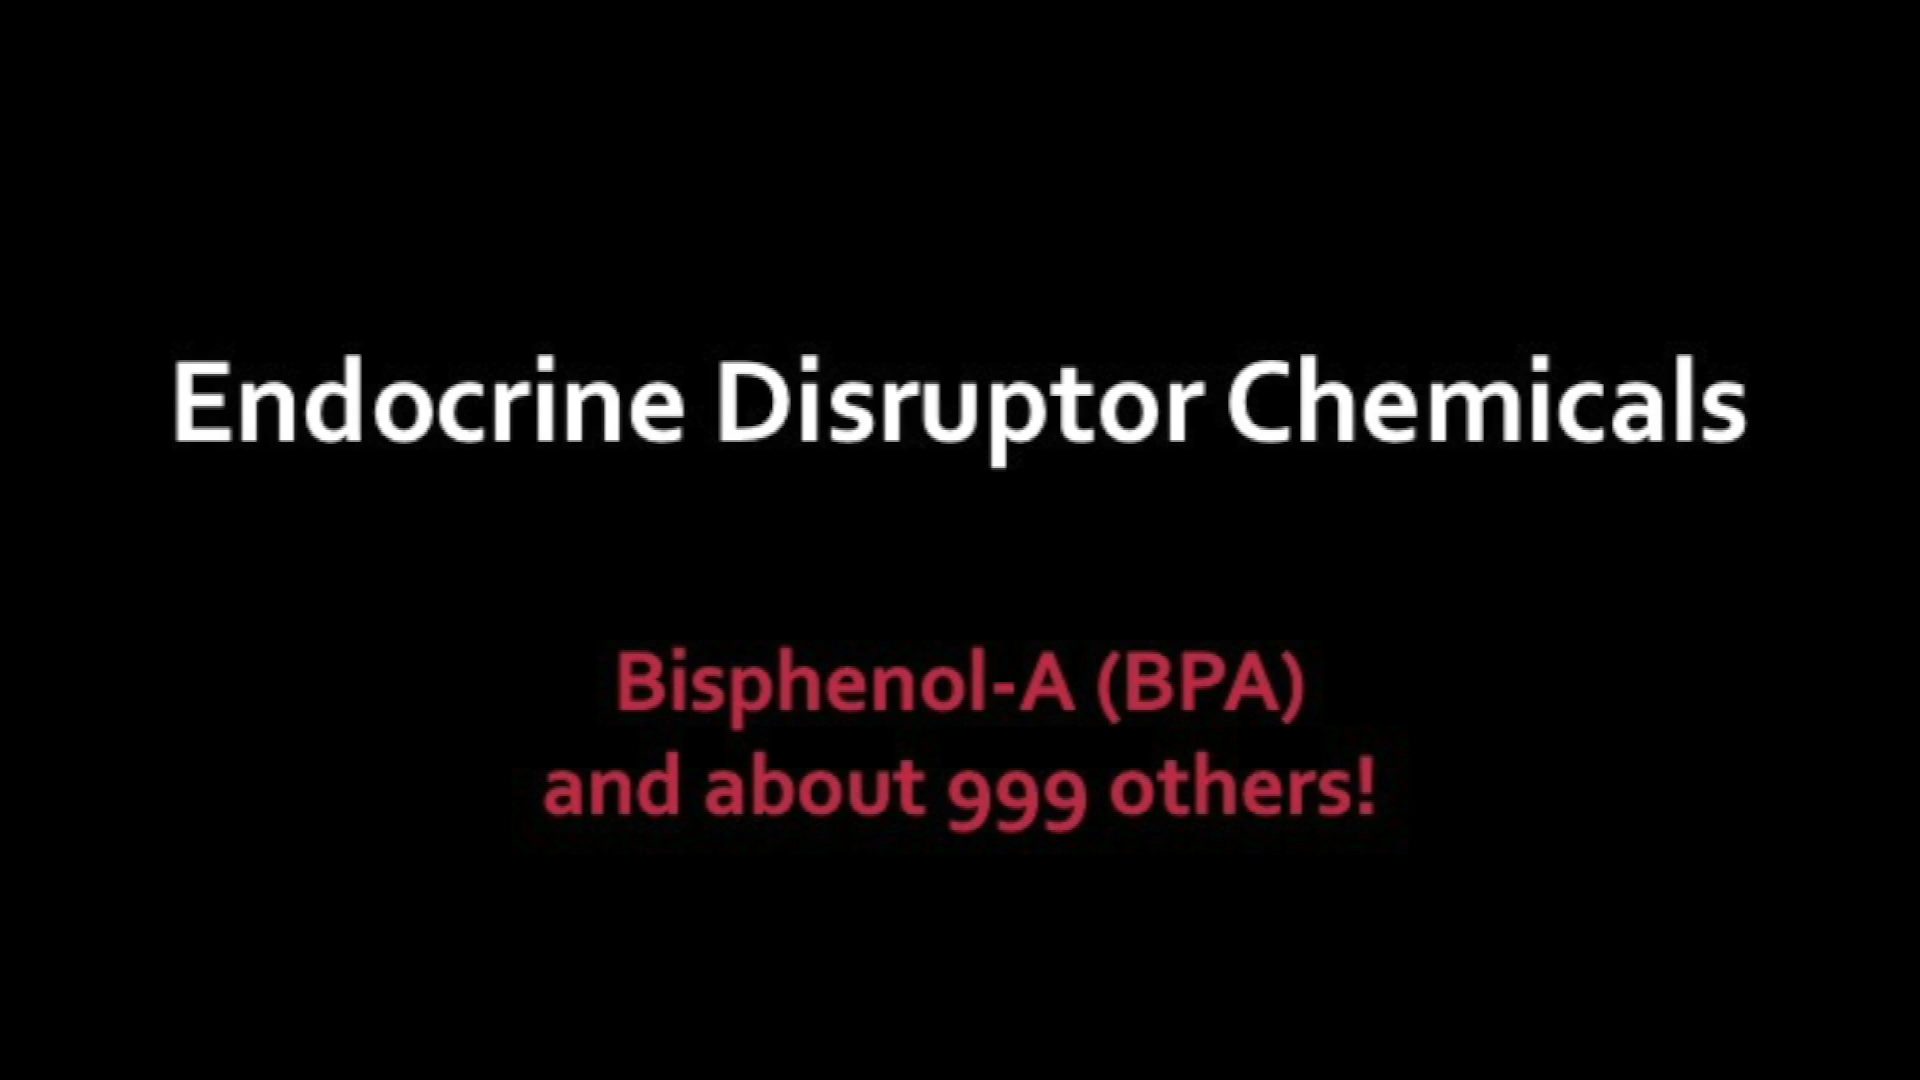 Endocrine Disruptor Chemicals
Bisphenol-A (BPA)
and about 999 others!